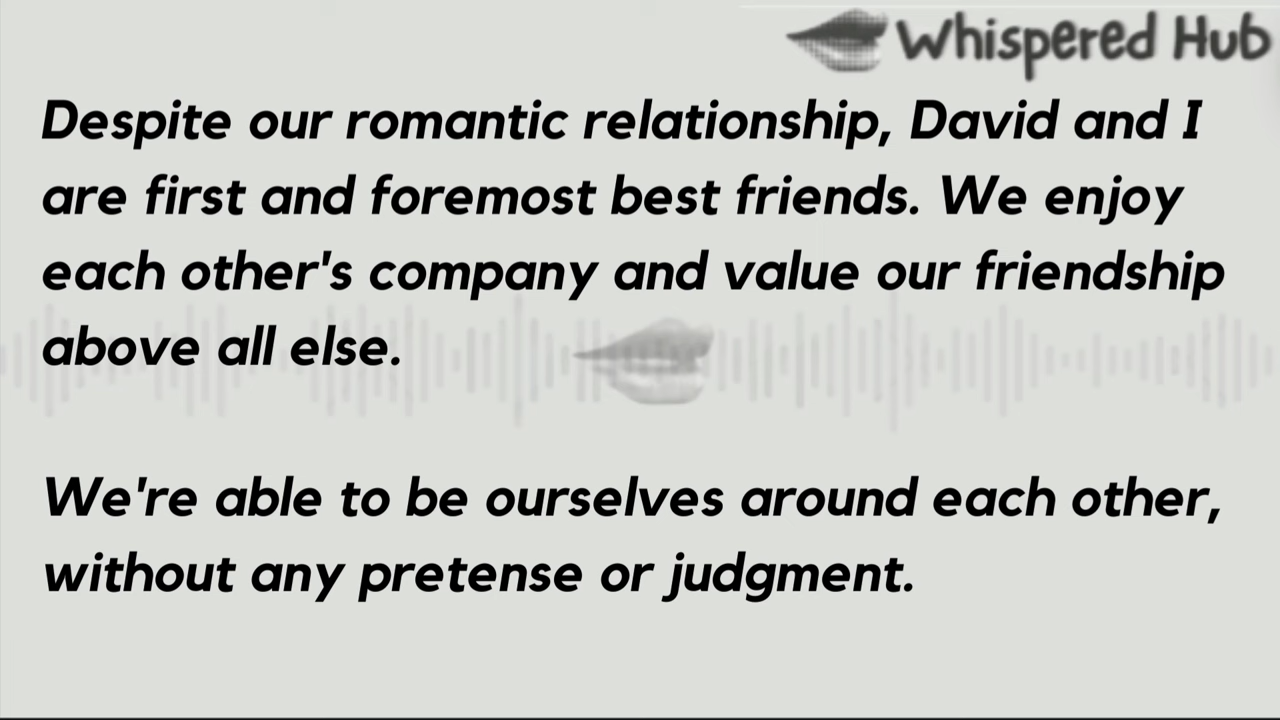 Whispered Hub
Despite our romantic relationship, David and I
are first and foremost best friends. We enjoy
each other's company and value our friendship
above all else.
We're able to be ourselves around each other,
without any pretense or judgment.